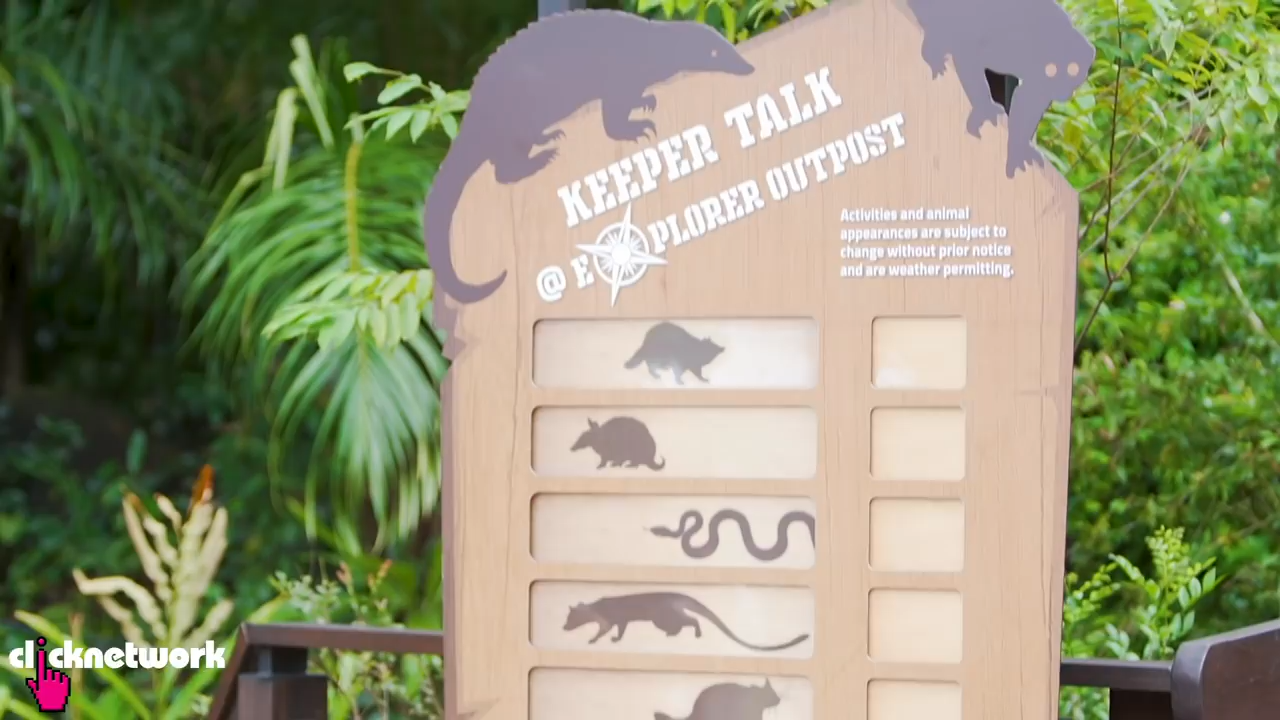 KEEPER TALK
@ E PLORER OUTPOST
Activities and animal
appearances are subject to
change without prior notice
and are weather permitting.
clicknetwork